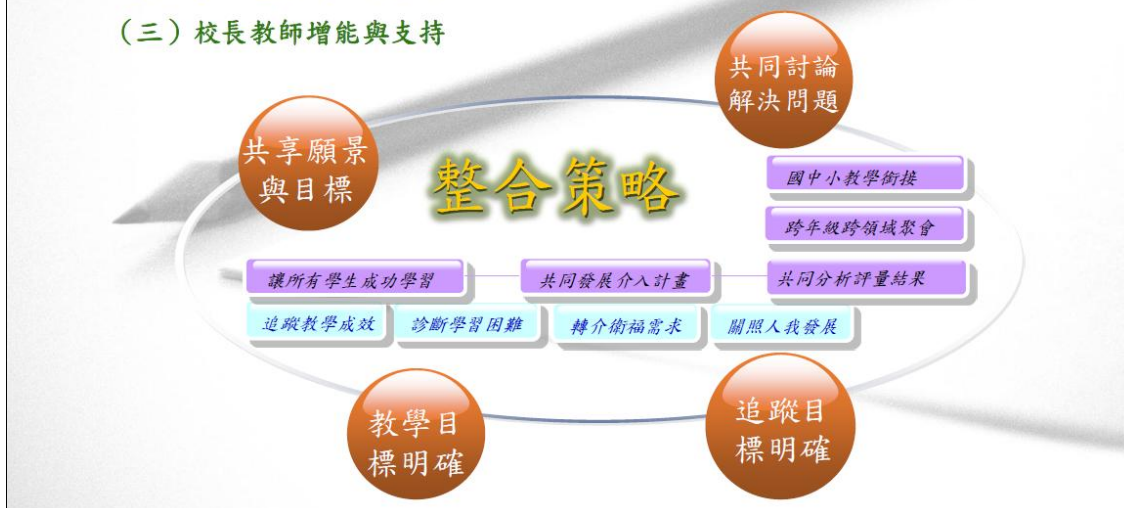 （三）校長教師增能與支持
共同討論
解決問題
共享願景
與目標
整合策略
國中小教學銜接
跨年級跨領域聚會
讓所有學生成功學習
共同發展介入計畫
共同分析評量結果
追蹤教學成效
診斷學習困難
轉介衛福需求
關照人我發展
教學目
標明確
追蹤目
標明確